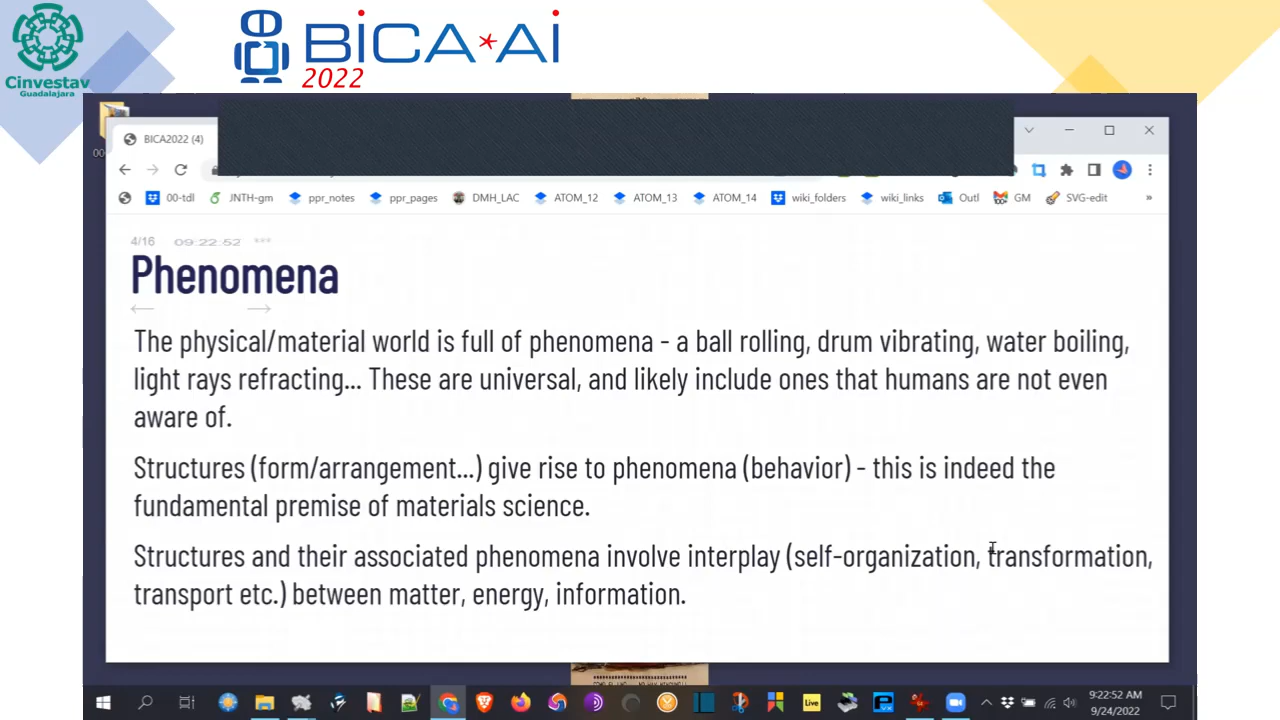 Cinvestav
Guadalajara
BiCA*Ai
2022
BICA2022 (4)
00-tdl
JNTH-gm
ppr_notes
ppr_pages
DMH_LAC
ATOM_12
ATOM_13
ATOM_14
wiki_folders
wiki_links
Outl
GM
SVG-edit
»
4/16 09:22:52 ***
Phenomena
← →
The physical/material world is full of phenomena - a ball rolling, drum vibrating, water boiling,
light rays refracting... These are universal, and likely include ones that humans are not even
aware of.
Structures (form/arrangement...) give rise to phenomena (behavior) - this is indeed the
fundamental premise of materials science.
Structures and their associated phenomena involve interplay (self-organization, transformation,
transport etc.) between matter, energy, information.
Live
9:22:52 AM
9/24/2022